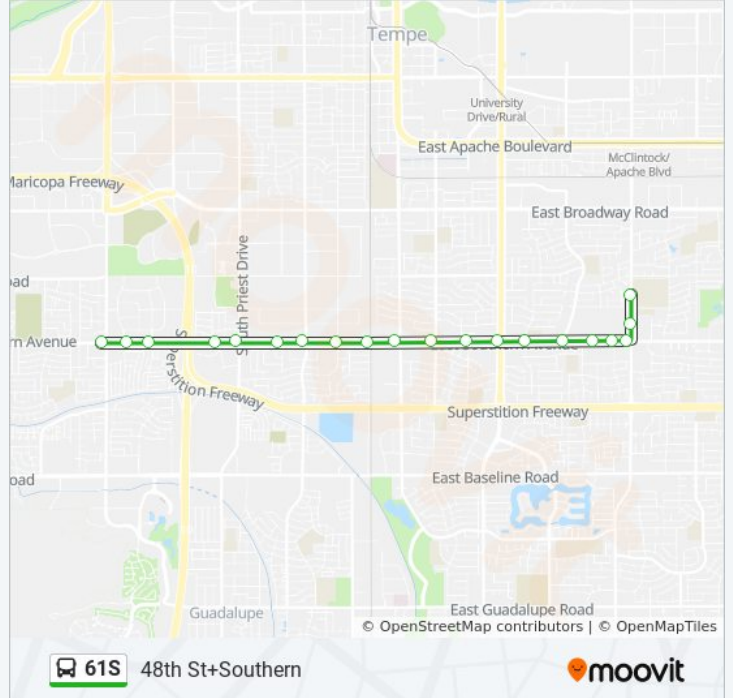 Tempe
University
Drive/Rural
East Apache Boulevard
McClintock/
Apache Blvd
Maricopa Freeway
East Broadway Road
South Priest Drive
oad
rn Avenue
Superstition Freeway
Superstition Freeway
oad
East Baseline Road
Guadalupe
East Guadalupe Road
© OpenStreetMap contributors | © OpenMapTiles
61S 48th St+Southern
moovit